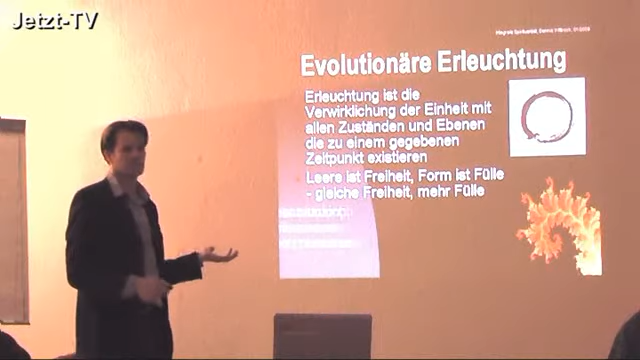 Jetzt-TV
Evolutionäre Erleuchtung
Erleuchtung ist die
Verwirklichung der Einheit mit
allen Zuständen und Ebenen
die zu einem gegebenen
Zeitpunkt existieren
Leere ist Freiheit, Form ist Fülle
- gleiche Freiheit, mehr Fülle